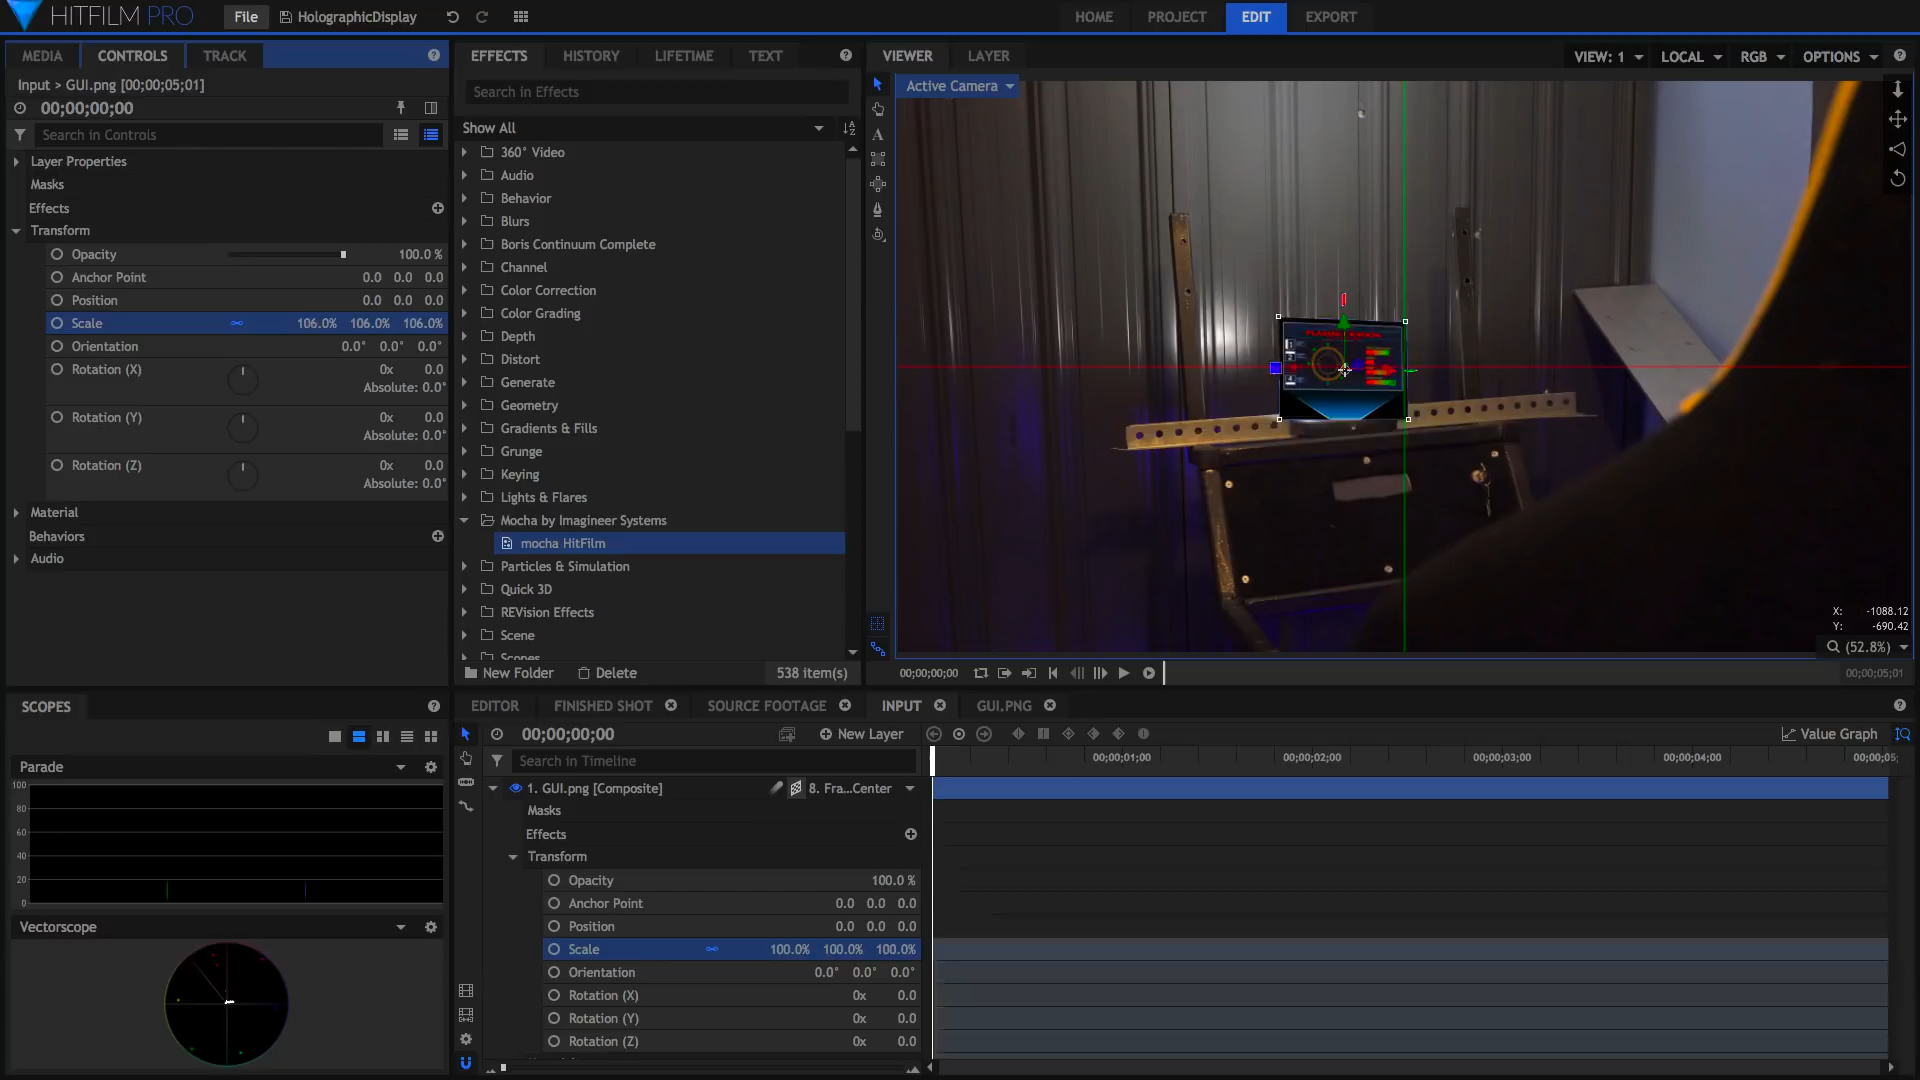 HITFILM PRO
File
HolographicDisplay
HOME
PROJECT
EDIT
EXPORT
MEDIA
CONTROLS
TRACK
Input > GUI.png [00;00;05;01]
00;00;00;00
Search in Controls
Layer Properties
Masks
Effects
Transform
Opacity 100.0 %
Anchor Point 0.0 0.0 0.0
Position 0.0 0.0 0.0
Scale 106.0% 106.0% 106.0%
Orientation 0.0° 0.0° 0.0°
Rotation (X) 0x 0.0
Absolute: 0.0°
Rotation (Y) 0x 0.0
Absolute: 0.0°
Rotation (Z) 0x 0.0
Absolute: 0.0°
Material
Behaviors
Audio
EFFECTS
HISTORY
LIFETIME
TEXT
Search in Effects
Show All
360° Video
Audio
Behavior
Blurs
Boris Continuum Complete
Channel
Color Correction
Color Grading
Depth
Distort
Generate
Geometry
Gradients & Fills
Grunge
Keying
Lights & Flares
Mocha by Imagineer Systems
mocha HitFilm
Particles & Simulation
Quick 3D
REVision Effects
Scene
Scopes
New Folder
Delete
538 item(s)
VIEWER
LAYER
VIEW: 1
LOCAL
RGB
OPTIONS
Active Camera
X: -1088.12
Y: -690.42
(52.8%)
00;00;00;00
00;00;05;01
SCOPES
Parade
100
80
60
40
20
0
Vectorscope
EDITOR
FINISHED SHOT
SOURCE FOOTAGE
INPUT
GUI.PNG
00;00;00;00
New Layer
Value Graph
Search in Timeline
00;00;01;00
00;00;02;00
00;00;03;00
00;00;04;00
00;00;05;
1. GUI.png [Composite]
8. Fra...Center
Masks
Effects
Transform
Opacity 100.0 %
Anchor Point 0.0 0.0 0.0
Position 0.0 0.0 0.0
Scale 100.0% 100.0% 100.0%
Orientation 0.0° 0.0° 0.0°
Rotation (X) 0x 0.0
Rotation (Y) 0x 0.0
Rotation (Z) 0x 0.0